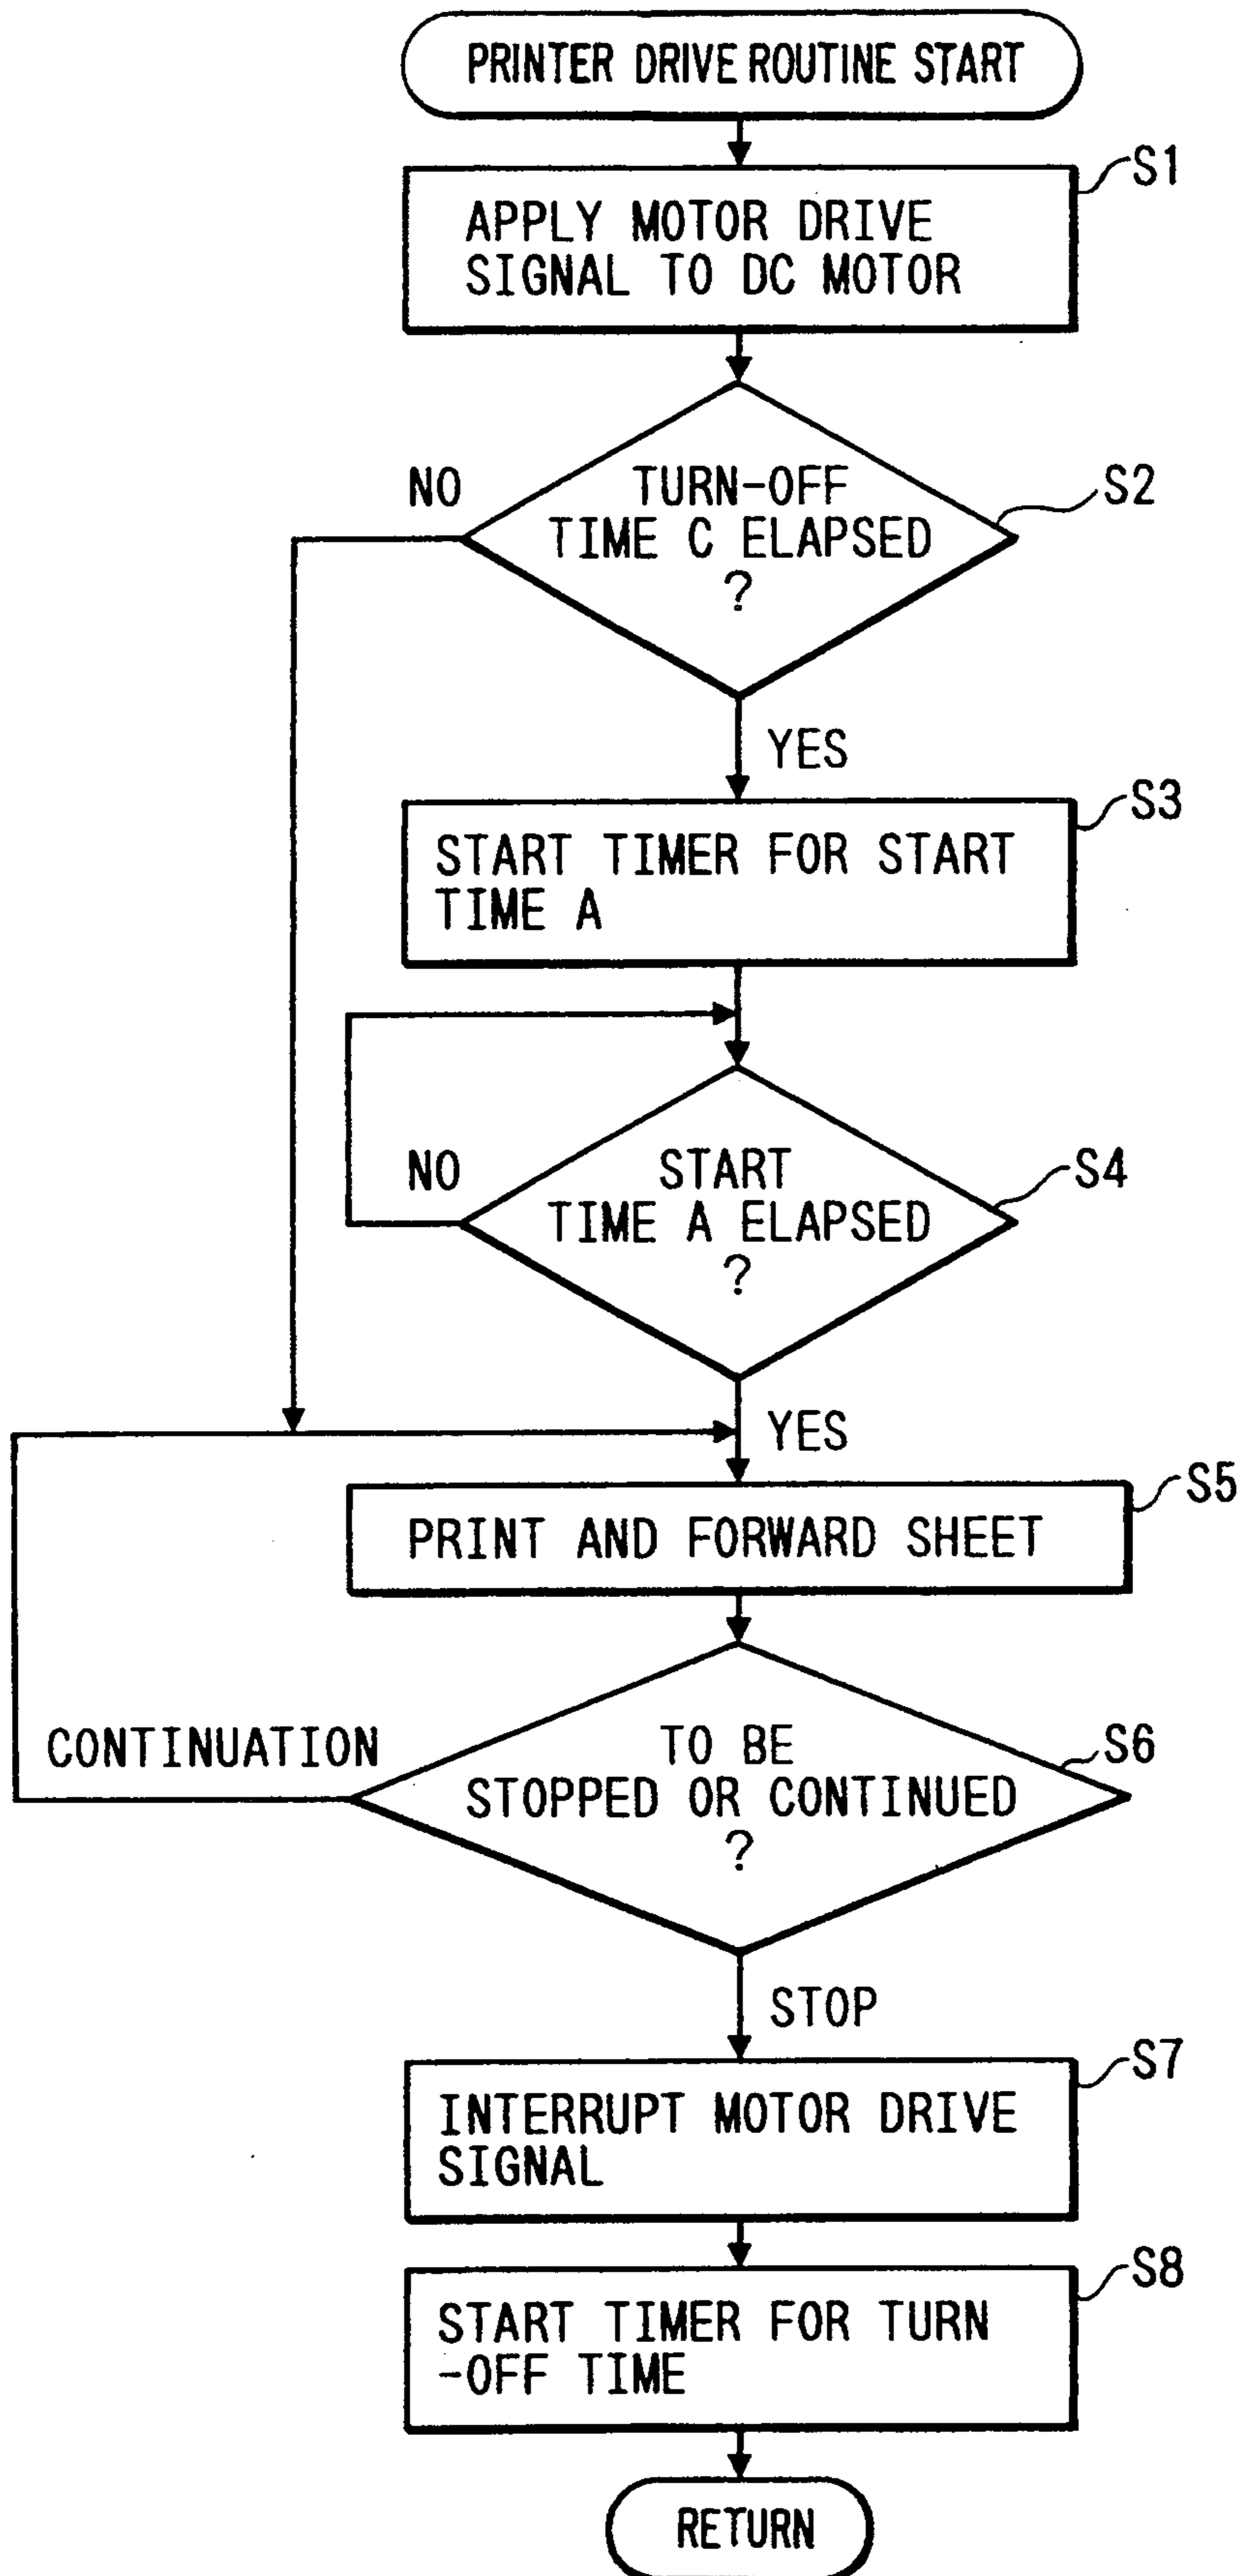 PRINTER DRIVE ROUTINE START
S1
APPLY MOTOR DRIVE
SIGNAL TO DC MOTOR
NO
TURN-OFF
TIME C ELAPSED
?
S2
YES
S3
START TIMER FOR START
TIME A
NO
START
TIME A ELAPSED
?
S4
YES
S5
PRINT AND FORWARD SHEET
CONTINUATION
TO BE
STOPPED OR CONTINUED
?
S6
STOP
S7
INTERRUPT MOTOR DRIVE
SIGNAL
S8
START TIMER FOR TURN
-OFF TIME
RETURN